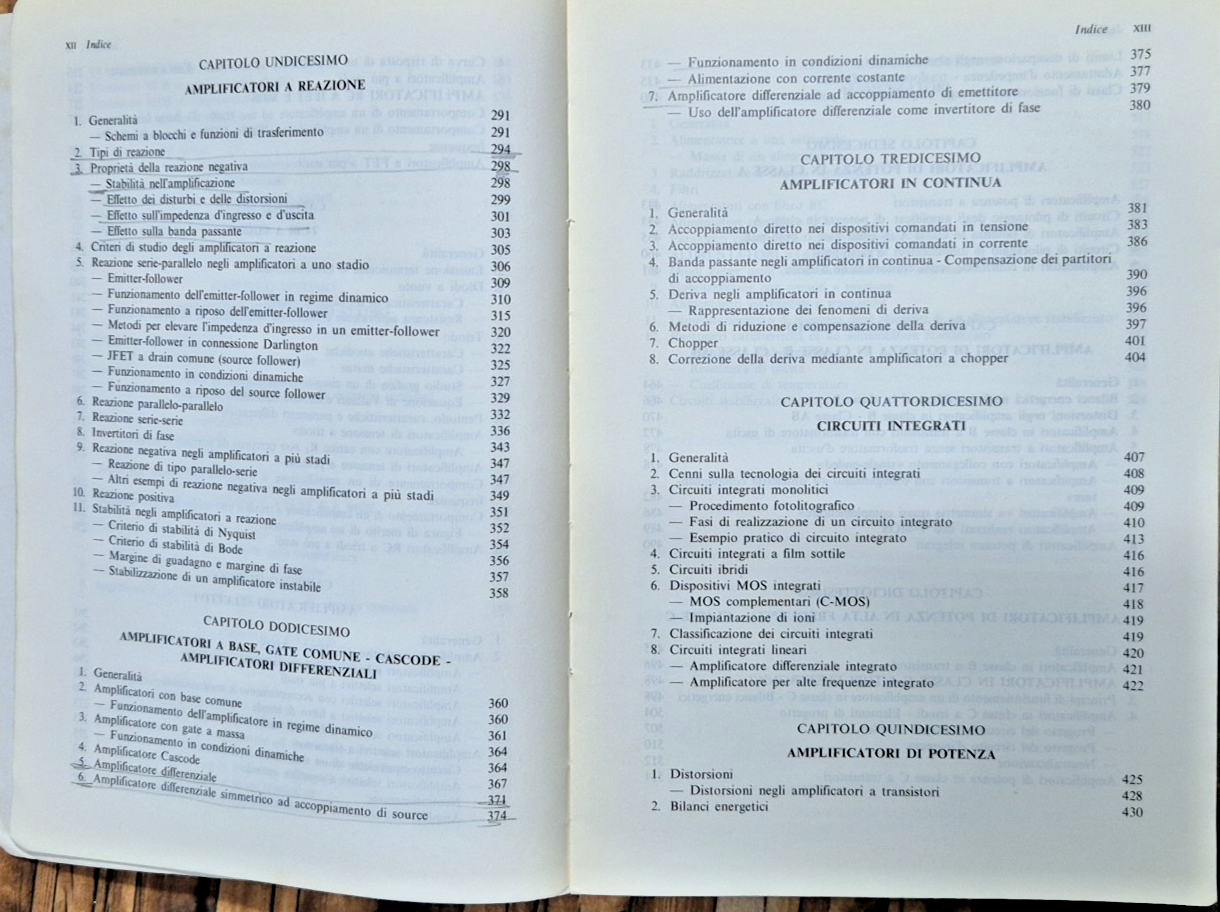 XII Indice
CAPITOLO UNDICESIMO
AMPLIFICATORI A REAZIONE
1. Generalità 291
— Schemi a blocchi e funzioni di trasferimento 291
2. Tipi di reazione 294
3. Proprietà della reazione negativa 298
— Stabilità nell'amplificazione 298
— Effetto dei disturbi e delle distorsioni 299
— Effetto sull'impedenza d'ingresso e d'uscita 301
— Effetto sulla banda passante 303
4. Criteri di studio degli amplificatori a reazione 305
5. Reazione serie-parallelo negli amplificatori a uno stadio 306
— Emitter-follower 309
— Funzionamento dell'emitter-follower in regime dinamico 310
— Funzionamento a riposo dell'emitter-follower 315
— Metodi per elevare l'impedenza d'ingresso in un emitter-follower 320
— Emitter-follower in connessione Darlington 322
— JFET a drain comune (source follower) 325
— Funzionamento in condizioni dinamiche 327
— Funzionamento a riposo del source follower 329
6. Reazione parallelo-parallelo 332
7. Reazione serie-serie 336
8. Invertitori di fase 343
9. Reazione negativa negli amplificatori a più stadi 347
— Reazione di tipo parallelo-serie 347
— Altri esempi di reazione negativa negli amplificatori a più stadi 349
10. Reazione positiva 351
11. Stabilità negli amplificatori a reazione 352
— Criterio di stabilità di Nyquist 354
— Criterio di stabilità di Bode 356
— Margine di guadagno e margine di fase 357
— Stabilizzazione di un amplificatore instabile 358
CAPITOLO DODICESIMO
AMPLIFICATORI A BASE, GATE COMUNE - CASCODE -
AMPLIFICATORI DIFFERENZIALI
1. Generalità 360
2. Amplificatori con base comune 360
— Funzionamento dell'amplificatore in regime dinamico 361
3. Amplificatore con gate a massa 364
— Funzionamento in condizioni dinamiche 364
4. Amplificatore Cascode 367
5. Amplificatore differenziale 371
6. Amplificatore differenziale simmetrico ad accoppiamento di source 374
Indice XIII
— Funzionamento in condizioni dinamiche 375
— Alimentazione con corrente costante 377
7. Amplificatore differenziale ad accoppiamento di emettitore 379
— Uso dell'amplificatore differenziale come invertitore di fase 380
CAPITOLO TREDICESIMO
AMPLIFICATORI IN CONTINUA
1. Generalità 381
2. Accoppiamento diretto nei dispositivi comandati in tensione 383
3. Accoppiamento diretto nei dispositivi comandati in corrente 386
4. Banda passante negli amplificatori in continua - Compensazione dei partitori
di accoppiamento 390
5. Deriva negli amplificatori in continua 396
— Rappresentazione dei fenomeni di deriva 396
6. Metodi di riduzione e compensazione della deriva 397
7. Chopper 401
8. Correzione della deriva mediante amplificatori a chopper 404
CAPITOLO QUATTORDICESIMO
CIRCUITI INTEGRATI
1. Generalità 407
2. Cenni sulla tecnologia dei circuiti integrati 408
3. Circuiti integrati monolitici 409
— Procedimento fotolitografico 409
— Fasi di realizzazione di un circuito integrato 410
— Esempio pratico di circuito integrato 413
4. Circuiti integrati a film sottile 416
5. Circuiti ibridi 416
6. Dispositivi MOS integrati 417
— MOS complementari (C-MOS) 418
— Impiantazione di ioni 419
7. Classificazione dei circuiti integrati 419
8. Circuiti integrati lineari 420
— Amplificatore differenziale integrato 421
— Amplificatore per alte frequenze integrato 422
CAPITOLO QUINDICESIMO
AMPLIFICATORI DI POTENZA
1. Distorsioni 425
— Distorsioni negli amplificatori a transistori 428
2. Bilanci energetici 430